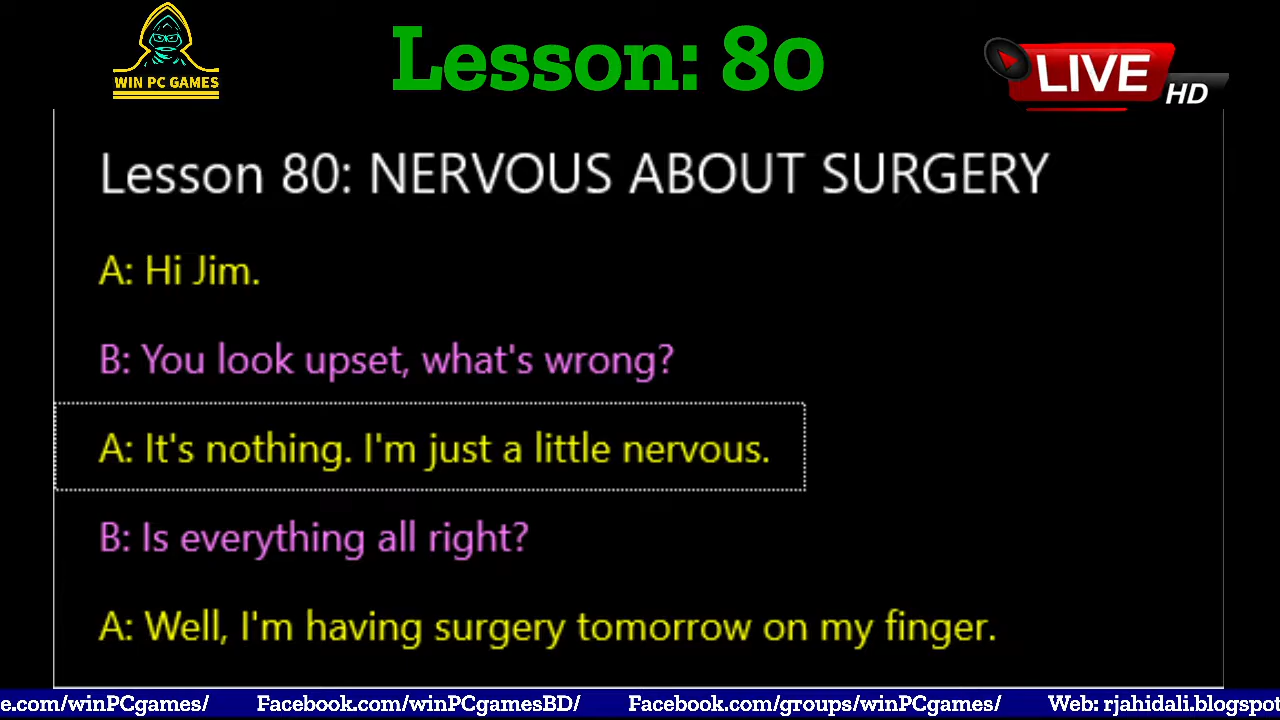 WIN PC GAMES
Lesson: 80
LIVE
HD
Lesson 80: NERVOUS ABOUT SURGERY
A: Hi Jim.
B: You look upset, what's wrong?
A: It's nothing. I'm just a little nervous.
B: Is everything all right?
A: Well, I'm having surgery tomorrow on my finger.
e.com/winPCgames/ Facebook.com/winPCgamesBD/ Facebook.com/groups/winPCgames/ Web: rjahidali.blogspot